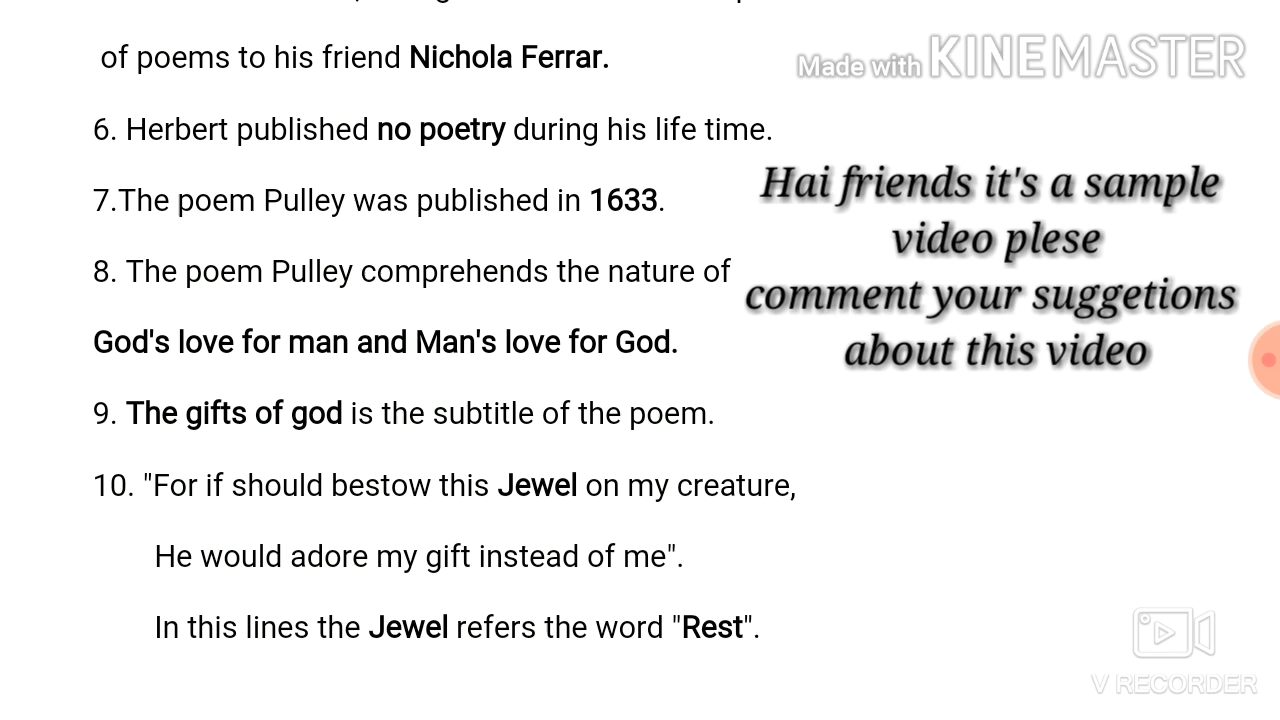 of poems to his friend Nichola Ferrar.
Made with KINEMASTER
6. Herbert published no poetry during his life time.
7.The poem Pulley was published in 1633.
Hai friends it's a sample
video plese
comment your suggetions
about this video
8. The poem Pulley comprehends the nature of
God's love for man and Man's love for God.
9. The gifts of god is the subtitle of the poem.
10. "For if should bestow this Jewel on my creature,
He would adore my gift instead of me".
In this lines the Jewel refers the word "Rest".
V RECORDER